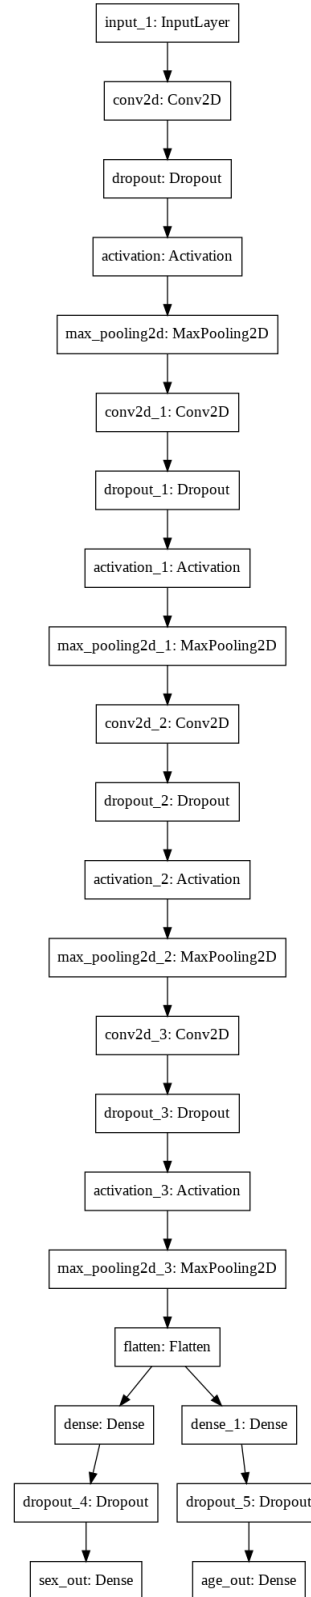 input_1: InputLayer
conv2d: Conv2D
dropout: Dropout
activation: Activation
max_pooling2d: MaxPooling2D
conv2d_1: Conv2D
dropout_1: Dropout
activation_1: Activation
max_pooling2d_1: MaxPooling2D
conv2d_2: Conv2D
dropout_2: Dropout
activation_2: Activation
max_pooling2d_2: MaxPooling2D
conv2d_3: Conv2D
dropout_3: Dropout
activation_3: Activation
max_pooling2d_3: MaxPooling2D
flatten: Flatten
dense: Dense
dense_1: Dense
dropout_4: Dropout
dropout_5: Dropout
sex_out: Dense
age_out: Dense